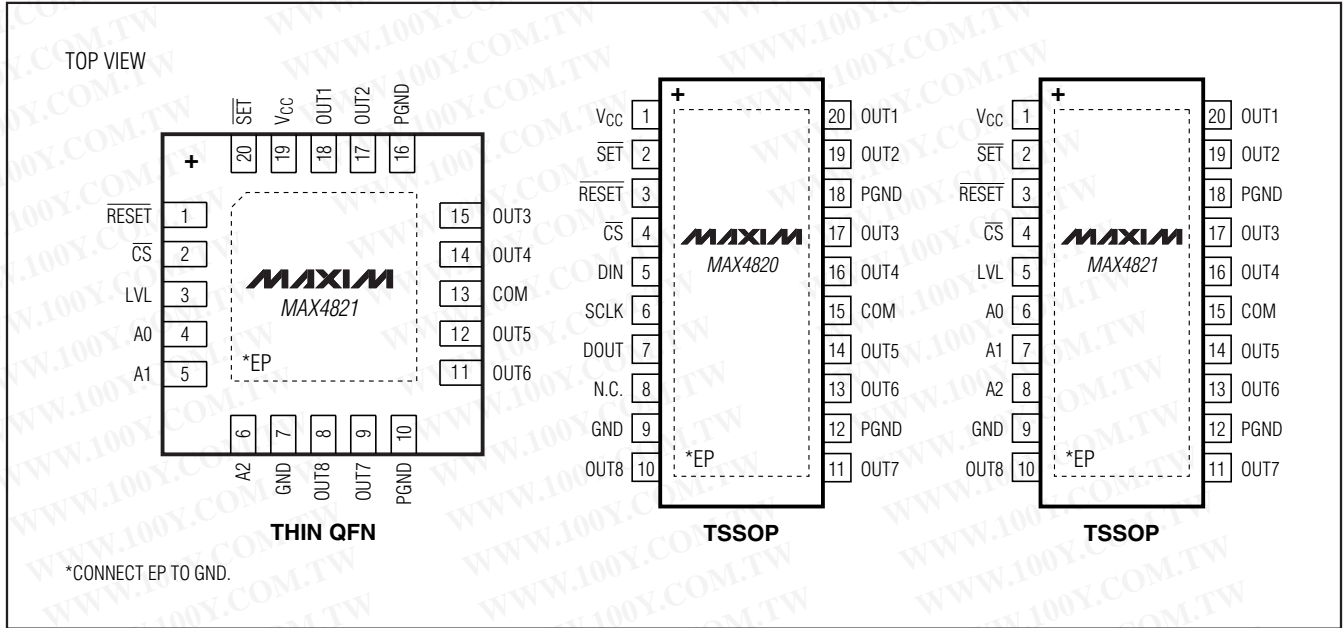 TOP VIEW
SET
VCC
OUT1
OUT2
PGND
20
19
18
17
16
+
RESET 1
CS 2
LVL 3
A0 4
A1 5
15 OUT3
14 OUT4
13 COM
12 OUT5
11 OUT6
MAXIM
MAX4821
*EP
6
7
8
9
10
A2
GND
OUT8
OUT7
PGND
THIN QFN
+
VCC 1
SET 2
RESET 3
CS 4
DIN 5
SCLK 6
DOUT 7
N.C. 8
GND 9
OUT8 10
MAXIM
MAX4820
*EP
20 OUT1
19 OUT2
18 PGND
17 OUT3
16 OUT4
15 COM
14 OUT5
13 OUT6
12 PGND
11 OUT7
TSSOP
+
VCC 1
SET 2
RESET 3
CS 4
LVL 5
A0 6
A1 7
A2 8
GND 9
OUT8 10
MAXIM
MAX4821
*EP
20 OUT1
19 OUT2
18 PGND
17 OUT3
16 OUT4
15 COM
14 OUT5
13 OUT6
12 PGND
11 OUT7
TSSOP
*CONNECT EP TO GND.
WWW.100Y.COM.TW